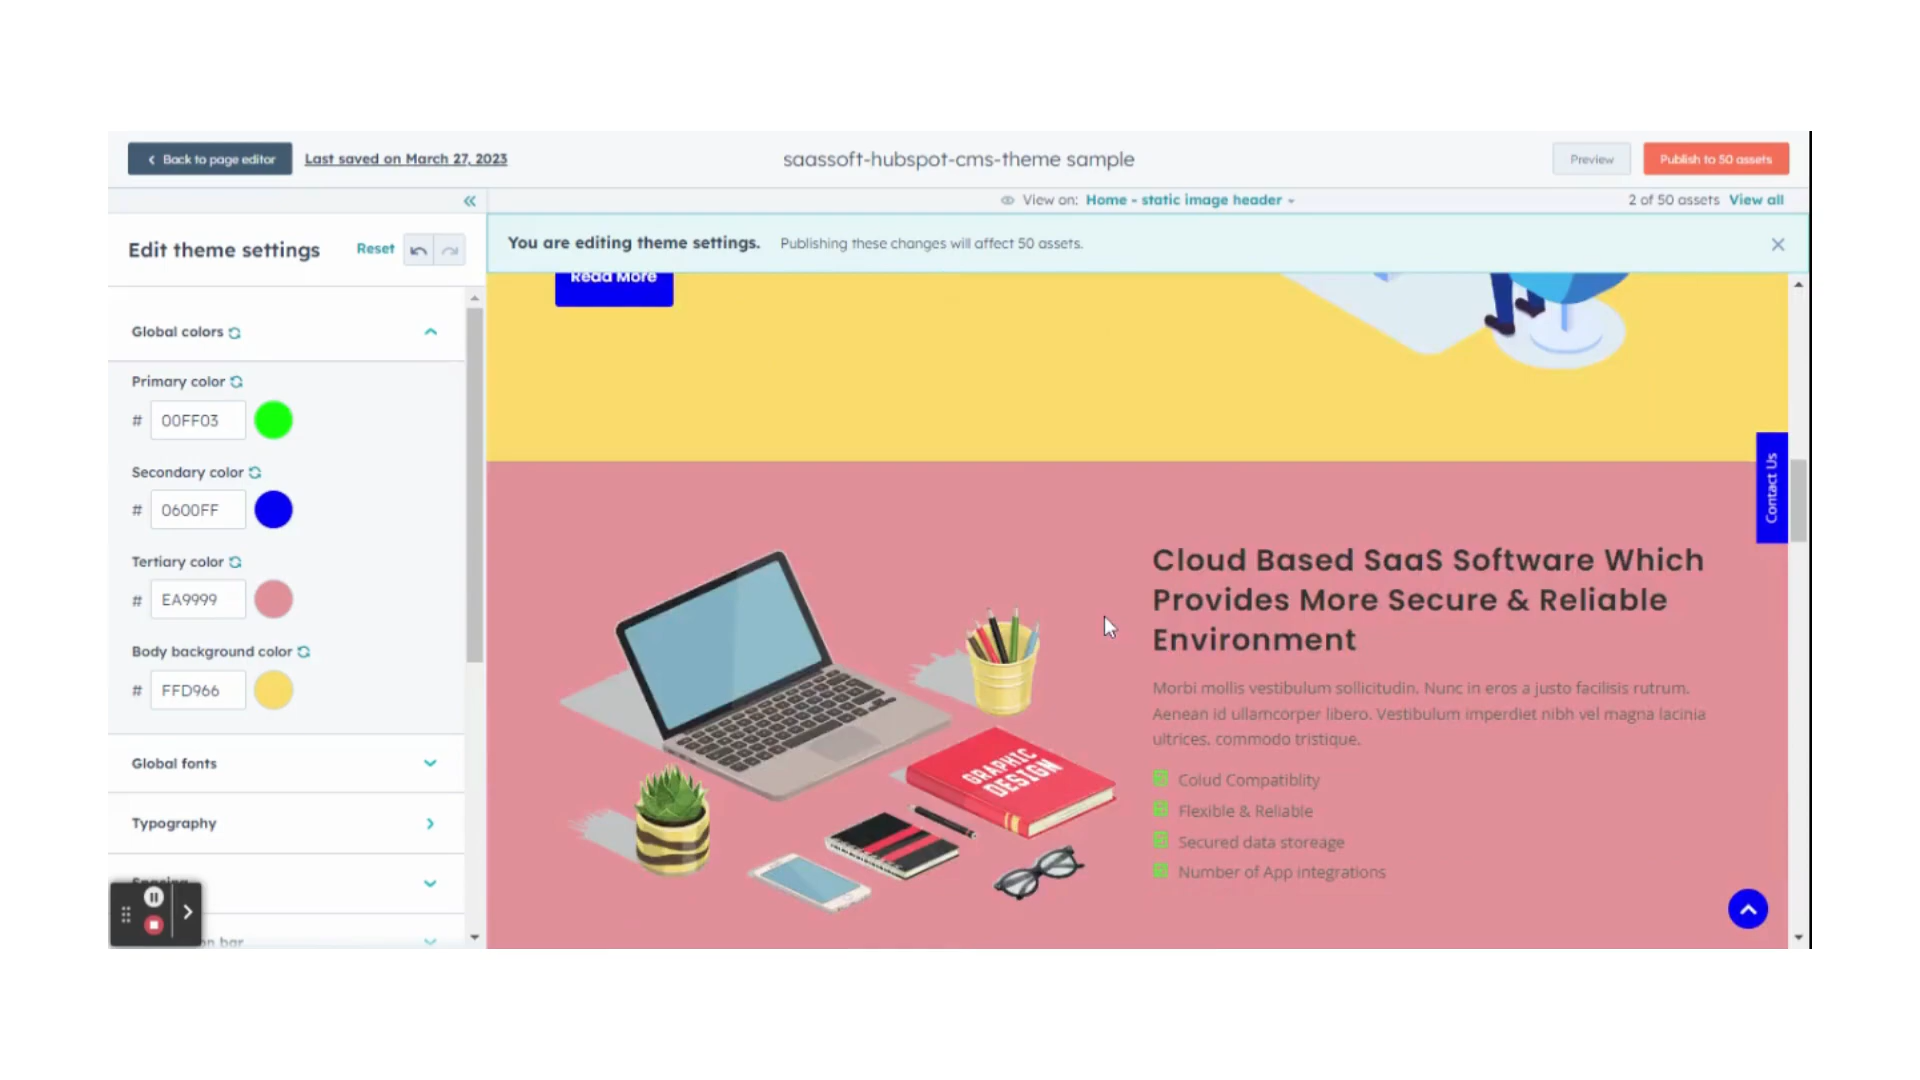 Back to page editor
Last saved on March 27, 2023
saassoft-hubspot-cms-theme sample
Preview
Publish to 50 assets
View on: Home - static image header
2 of 50 assets View all
Edit theme settings
Reset
You are editing theme settings. Publishing these changes will affect 50 assets.
Read More
Global colors
Primary color
# 00FF03
Secondary color
# 0600FF
Tertiary color
# EA9999
Body background color
# FFD966
Global fonts
Typography
Spacing
on bar
Contact Us
Cloud Based SaaS Software Which
Provides More Secure & Reliable
Environment
Morbi mollis vestibulum sollicitudin. Nunc in eros a justo facilisis rutrum.
Aenean id ullamcorper libero. Vestibulum imperdiet nibh vel magna lacinia
ultrices, commodo tristique.
Colud Compatiblity
Flexible & Reliable
Secured data storeage
Number of App integrations
GRAPHIC
DESIGN